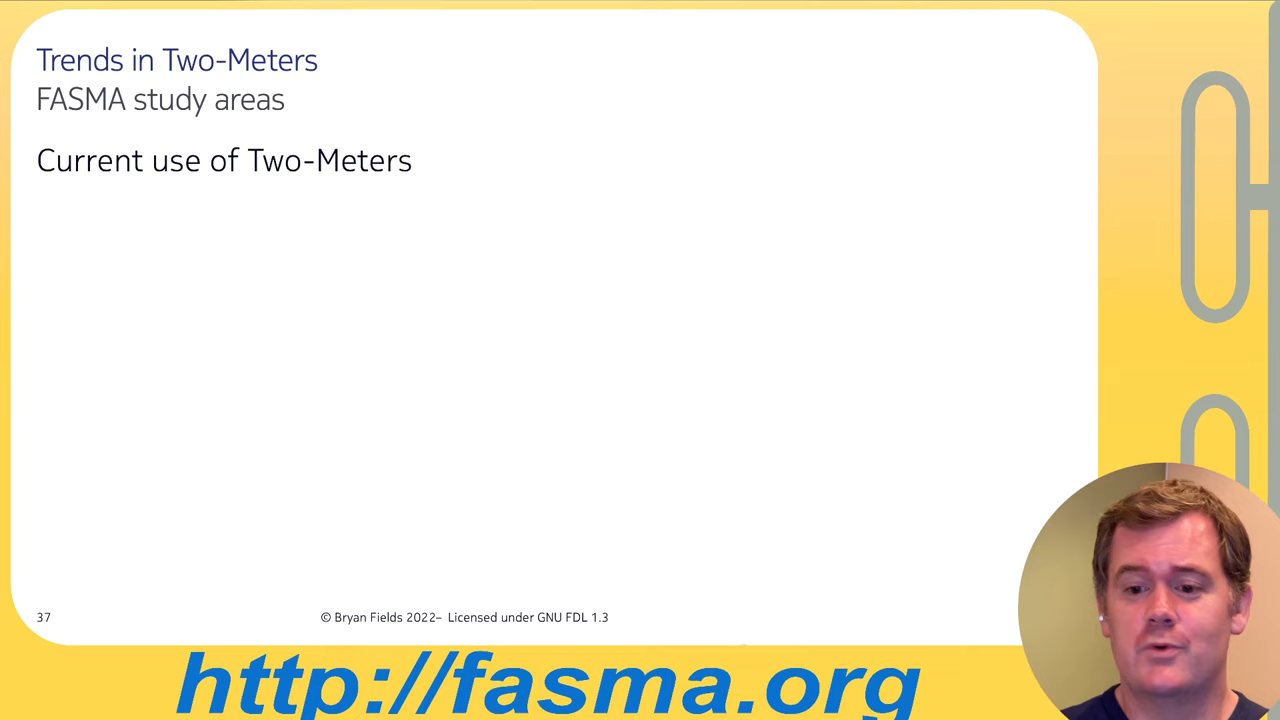 Trends in Two-Meters
FASMA study areas
Current use of Two-Meters
37
© Bryan Fields 2022– Licensed under GNU FDL 1.3
http://fasma.org